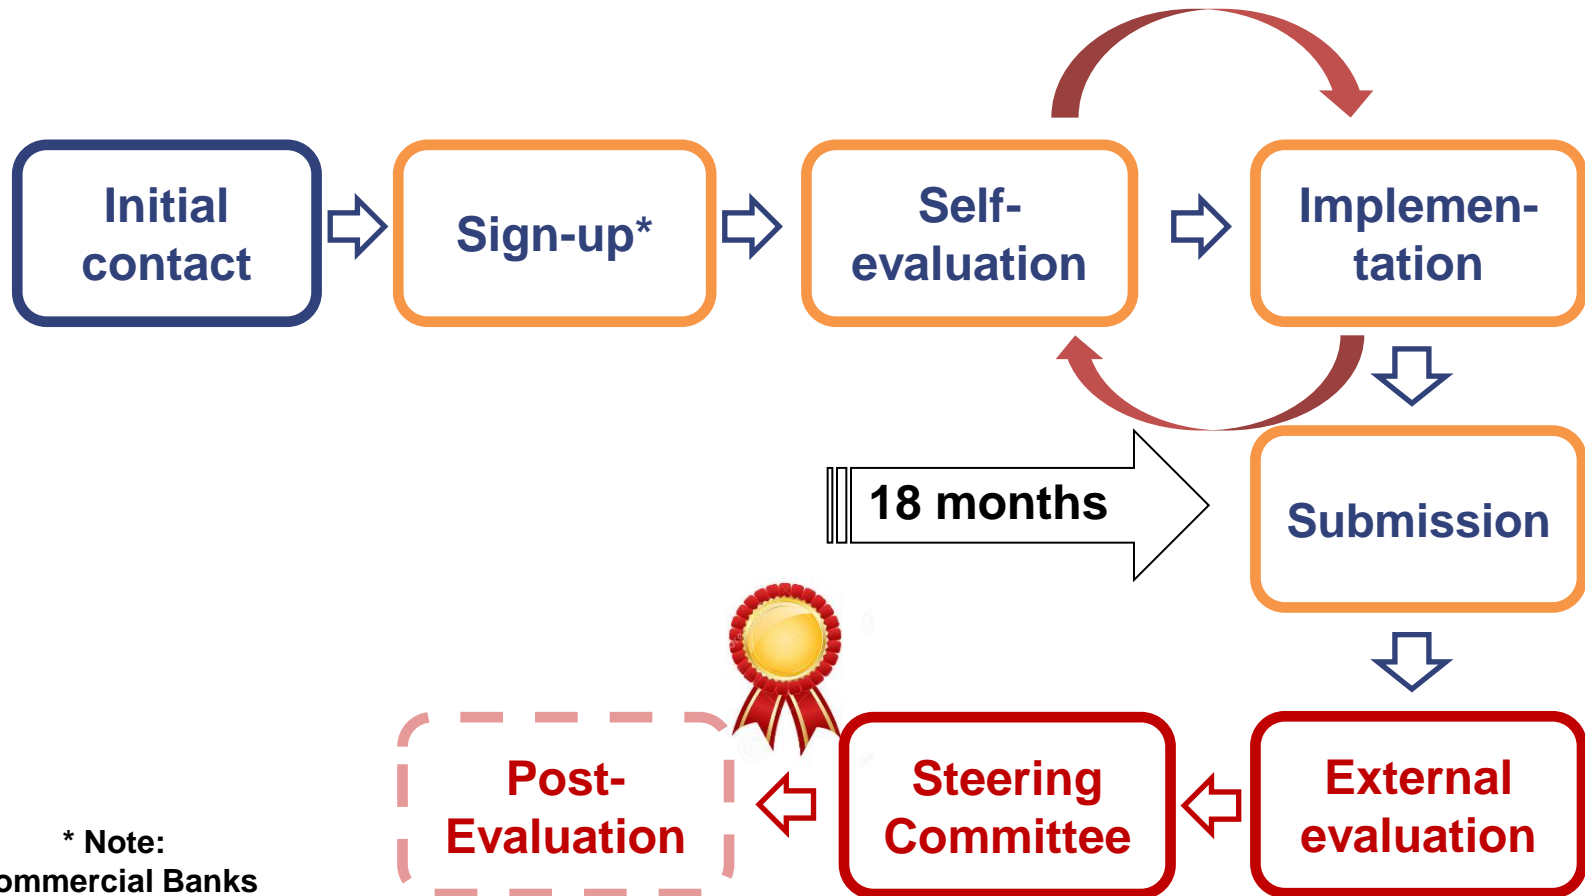 Initial
contact
Sign-up*
Self-
evaluation
Implemen-
tation
18 months
Submission
Post-
Evaluation
Steering
Committee
External
evaluation
* Note:
ommercial Banks